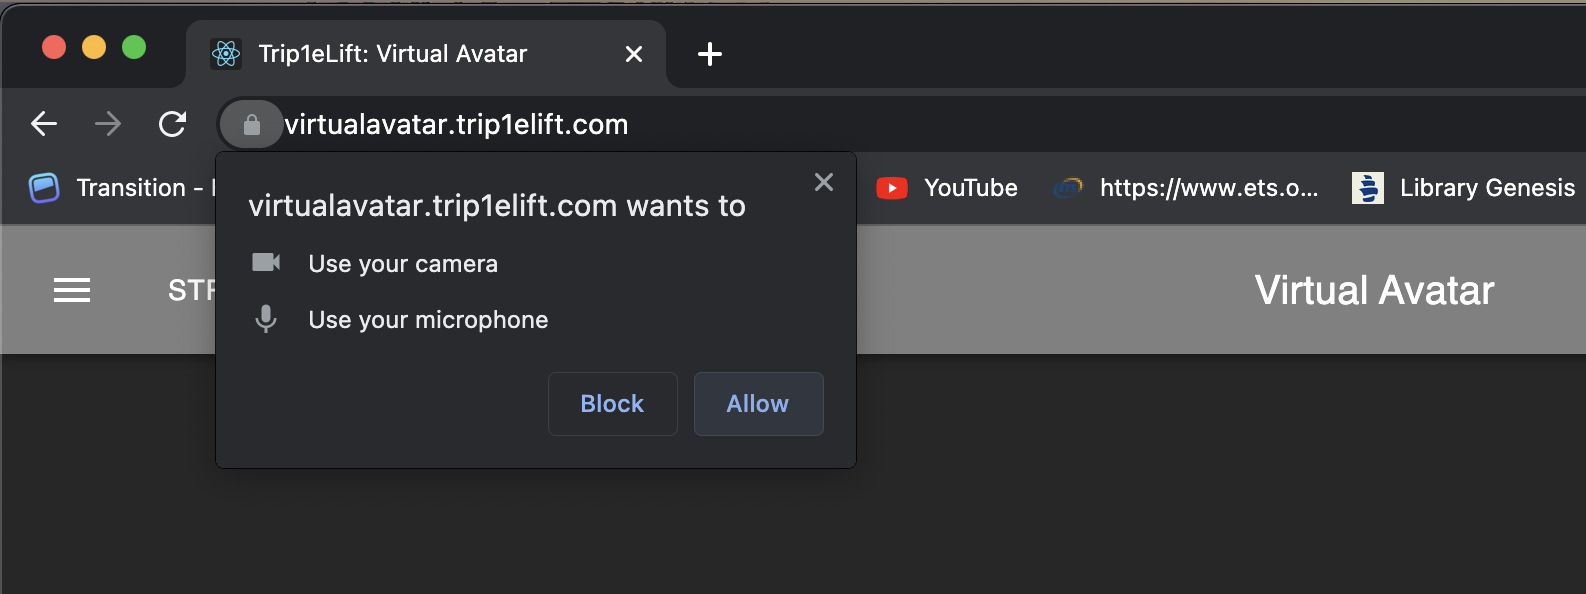 Trip1eLift: Virtual Avatar
virtualavatar.trip1elift.com
Transition -
YouTube
https://www.ets.o...
Library Genesis
virtualavatar.trip1elift.com wants to
Use your camera
Use your microphone
Block
Allow
Virtual Avatar